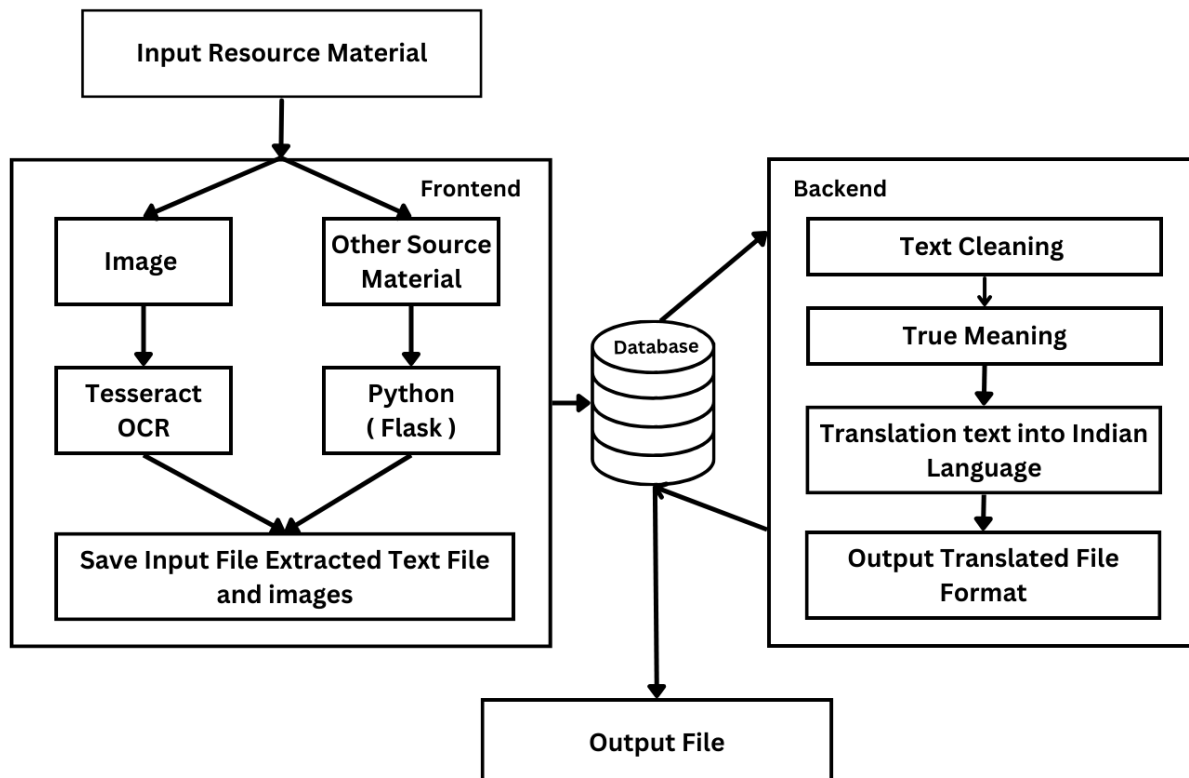 Input Resource Material
Frontend
Image
Other Source
Material
Tesseract
OCR
Python
( Flask )
Save Input File Extracted Text File
and images
Database
Backend
Text Cleaning
True Meaning
Translation text into Indian
Language
Output Translated File
Format
Output File